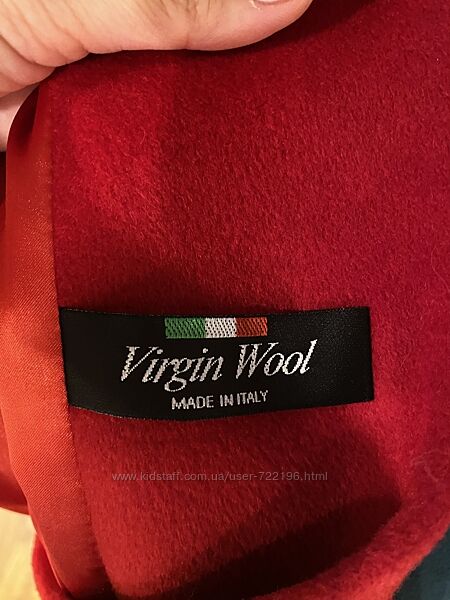 Virgin Wool
MADE IN ITALY
www.kidstaff.com.ua/user-722196.html